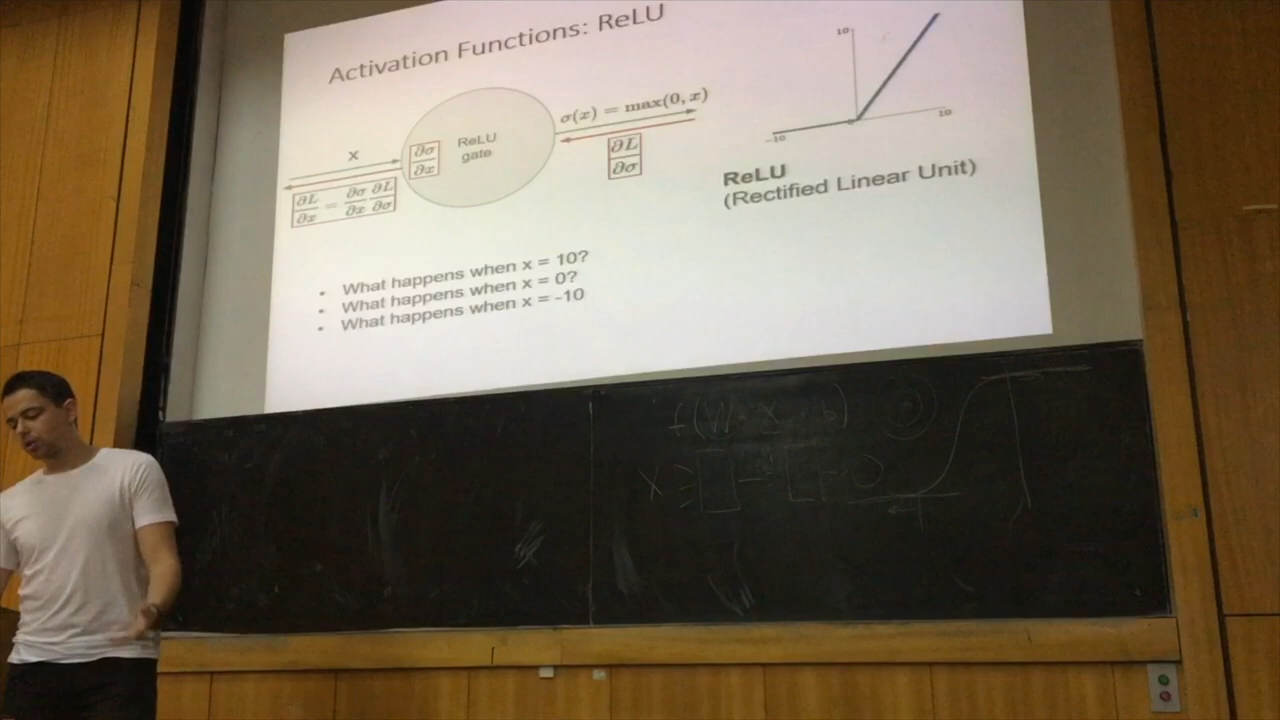 Activation Functions: ReLU
10
σ(x) = max(0, x)
ReLU
gate
x
∂σ
∂x
∂L
∂σ
∂L/∂x = ∂σ/∂x ∂L/∂σ
-10
10
ReLU
(Rectified Linear Unit)
• What happens when x = 10?
• What happens when x = 0?
• What happens when x = -10
f(W·X + b)
X